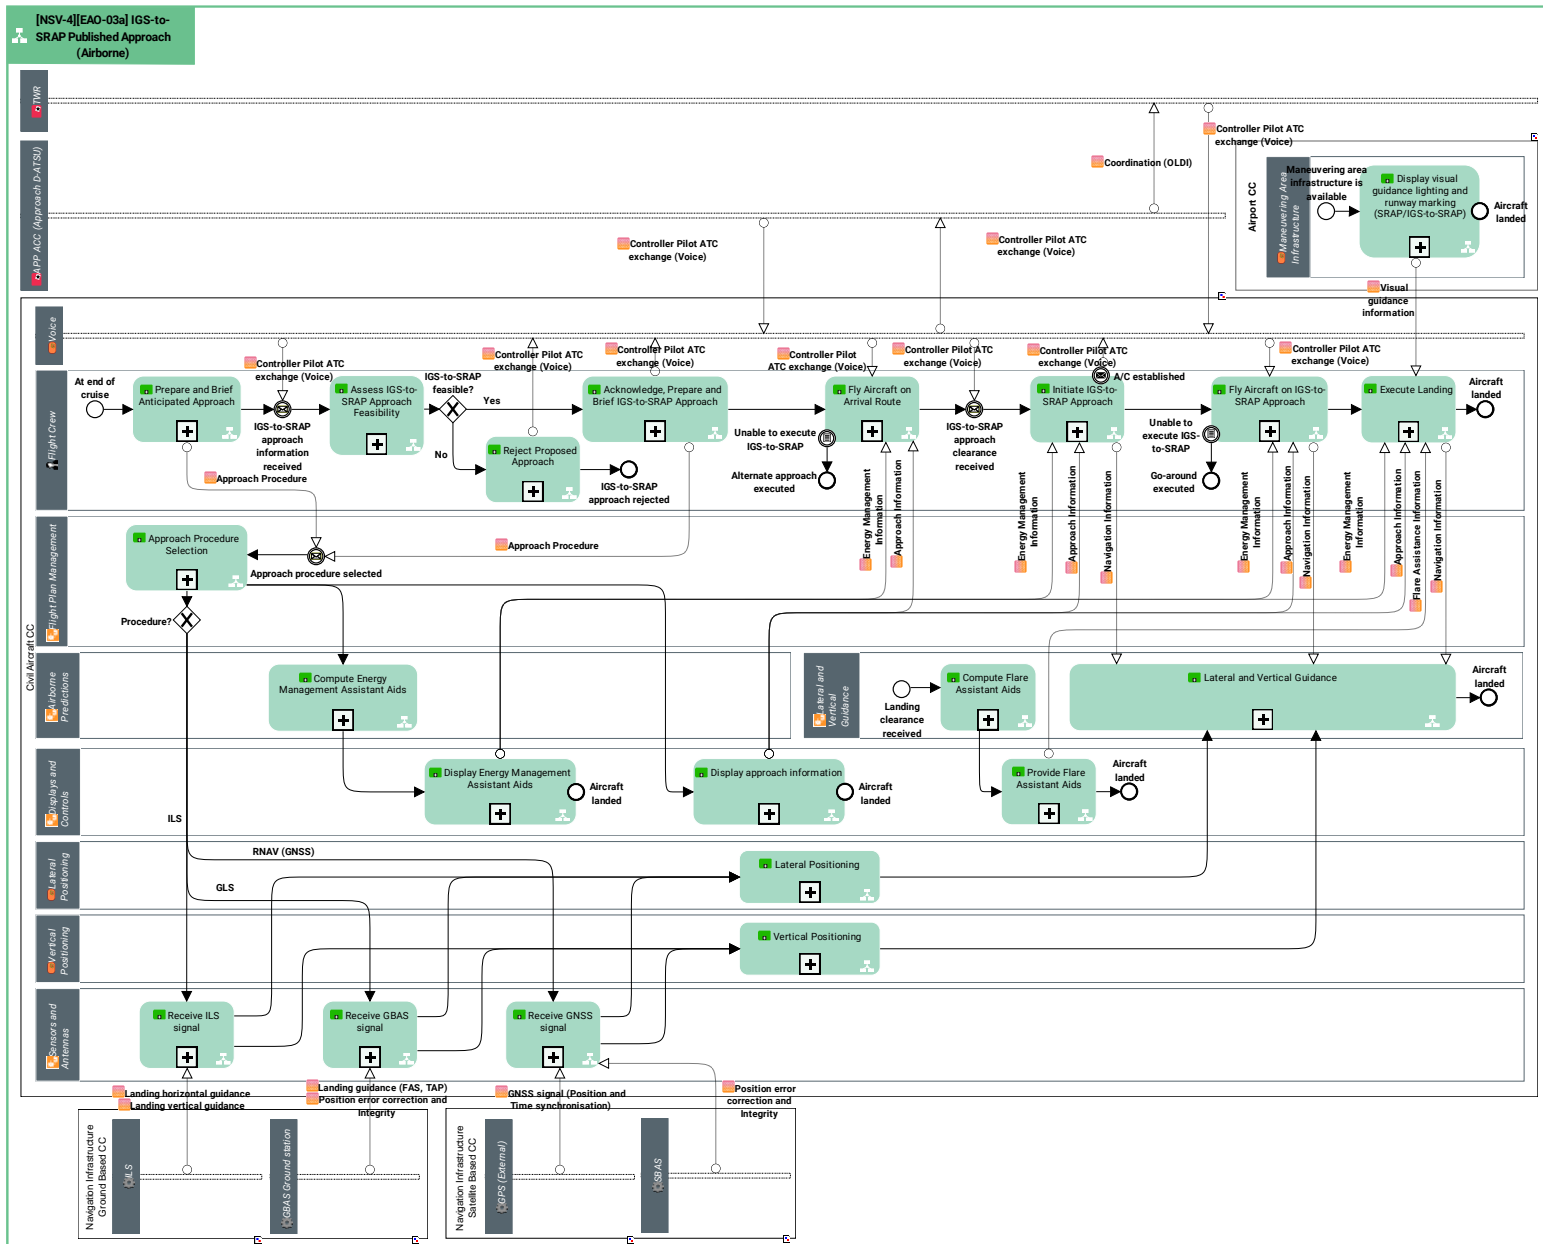 [NSV-4][EAO-03a] IGS-to-
SRAP Published Approach
(Airborne)
TWR
Controller Pilot ATC
exchange (Voice)
APP ACC (Approach D-ATSU)
Coordination (OLDI)
Controller Pilot ATC
exchange (Voice)
Controller Pilot ATC
exchange (Voice)
Airport CC
Maneuvering Area
Infrastructure
Maneuvering area
infrastructure is
available
Display visual
guidance lighting and
runway marking
(SRAP/IGS-to-SRAP)
Aircraft
landed
Visual
guidance
information
Civil Aircraft CC
Voice
Controller Pilot ATC
exchange (Voice)
Controller Pilot ATC
exchange (Voice)
Controller Pilot ATC
exchange (Voice)
Controller Pilot
ATC exchange (Voice)
Controller Pilot ATC
exchange (Voice)
Controller Pilot ATC
exchange (Voice)
Controller Pilot ATC
exchange (Voice)
Flight Crew
At end of
cruise
Prepare and Brief
Anticipated Approach
IGS-to-SRAP
approach
information
received
Assess IGS-to-
SRAP Approach
Feasibility
IGS-to-SRAP
feasible?
Yes
No
Reject Proposed
Approach
IGS-to-SRAP
approach rejected
Acknowledge, Prepare and
Brief IGS-to-SRAP Approach
Fly Aircraft on
Arrival Route
Unable to execute
IGS-to-SRAP
Alternate approach
executed
IGS-to-SRAP
approach
clearance
received
Initiate IGS-to-
SRAP Approach
A/C established
Fly Aircraft on IGS-to-
SRAP Approach
Unable to
execute IGS-
to-SRAP
Go-around
executed
Execute Landing
Aircraft
landed
Approach Procedure
Approach Procedure
Energy Management
Information
Approach Information
Energy Management
Information
Approach Information
Navigation Information
Energy Management
Information
Approach Information
Navigation Information
Energy Management
Information
Approach Information
Flare Assistance Information
Navigation Information
Flight Plan Management
Approach Procedure
Selection
Approach procedure selected
Procedure?
Airborne
Predictions
Compute Energy
Management Assistant Aids
Lateral and
Vertical
Guidance
Landing
clearance
received
Compute Flare
Assistant Aids
Lateral and Vertical Guidance
Aircraft
landed
Displays and
Controls
Display Energy Management
Assistant Aids
Aircraft
landed
Display approach information
Aircraft
landed
Provide Flare
Assistant Aids
Aircraft
landed
ILS
RNAV (GNSS)
GLS
Lateral
Positioning
Lateral Positioning
Vertical
Positioning
Vertical Positioning
Sensors and
Antennas
Receive ILS
signal
Receive GBAS
signal
Receive GNSS
signal
Landing horizontal guidance
Landing vertical guidance
Landing guidance (FAS, TAP)
Position error correction and
Integrity
GNSS signal (Position and
Time synchronisation)
Position error
correction and
Integrity
Navigation Infrastructure
Ground Based CC
ILS
GBAS Ground station
Navigation Infrastructure
Satellite Based CC
GPS (External)
SBAS